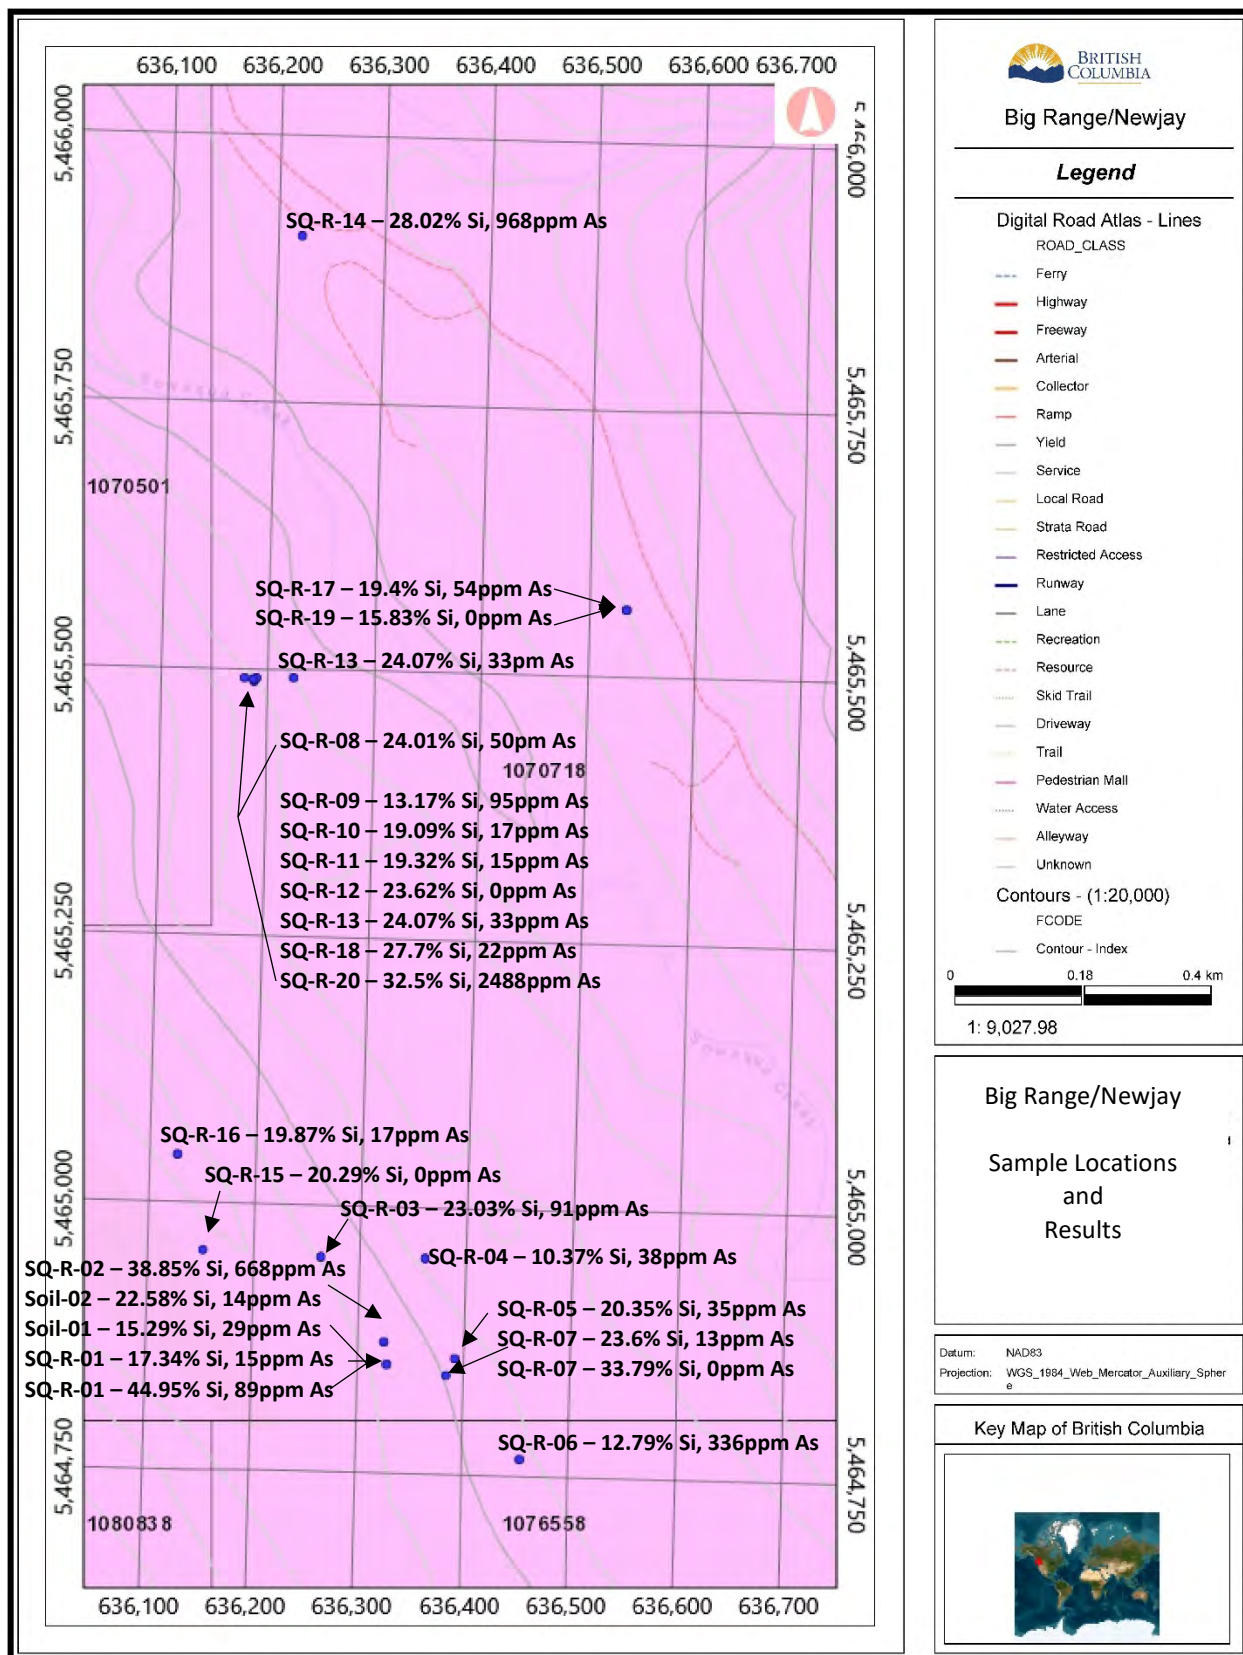 636,100 636,200 636,300 636,400 636,500 636,600 636.700
5,466,000
5,466,000
SQ-R-14 – 28.02% Si, 968ppm As
5,465,750
5,465,750
1070501
SQ-R-17 – 19.4% Si, 54ppm As
SQ-R-19 – 15.83% Si, 0ppm As
5,465,500
5,465,500
SQ-R-13 – 24.07% Si, 33pm As
SQ-R-08 – 24.01% Si, 50pm As
1070718
SQ-R-09 – 13.17% Si, 95ppm As
SQ-R-10 – 19.09% Si, 17ppm As
SQ-R-11 – 19.32% Si, 15ppm As
SQ-R-12 – 23.62% Si, 0ppm As
SQ-R-13 – 24.07% Si, 33ppm As
SQ-R-18 – 27.7% Si, 22ppm As
SQ-R-20 – 32.5% Si, 2488ppm As
5,465,250
5,465,250
SQ-R-16 – 19.87% Si, 17ppm As
SQ-R-15 – 20.29% Si, 0ppm As
SQ-R-03 – 23.03% Si, 91ppm As
5,465,000
5,465,000
SQ-R-04 – 10.37% Si, 38ppm As
SQ-R-02 – 38.85% Si, 668ppm As
Soil-02 – 22.58% Si, 14ppm As
Soil-01 – 15.29% Si, 29ppm As
SQ-R-01 – 17.34% Si, 15ppm As
SQ-R-01 – 44.95% Si, 89ppm As
SQ-R-05 – 20.35% Si, 35ppm As
SQ-R-07 – 23.6% Si, 13ppm As
SQ-R-07 – 33.79% Si, 0ppm As
SQ-R-06 – 12.79% Si, 336ppm As
5,464,750
5,464,750
1080838
1076558
636,100 636,200 636,300 636,400 636,500 636,600 636,700
BRITISH
COLUMBIA
Big Range/Newjay
Legend
Digital Road Atlas - Lines
ROAD_CLASS
Ferry
Highway
Freeway
Arterial
Collector
Ramp
Yield
Service
Local Road
Strata Road
Restricted Access
Runway
Lane
Recreation
Resource
Skid Trail
Driveway
Trail
Pedestrian Mall
Water Access
Alleyway
Unknown
Contours - (1:20,000)
FCODE
Contour - Index
0 0.18 0.4 km
1: 9,027.98
Big Range/Newjay
Sample Locations
and
Results
Datum: NAD83
Projection: WGS_1984_Web_Mercator_Auxiliary_Spher
e
Key Map of British Columbia